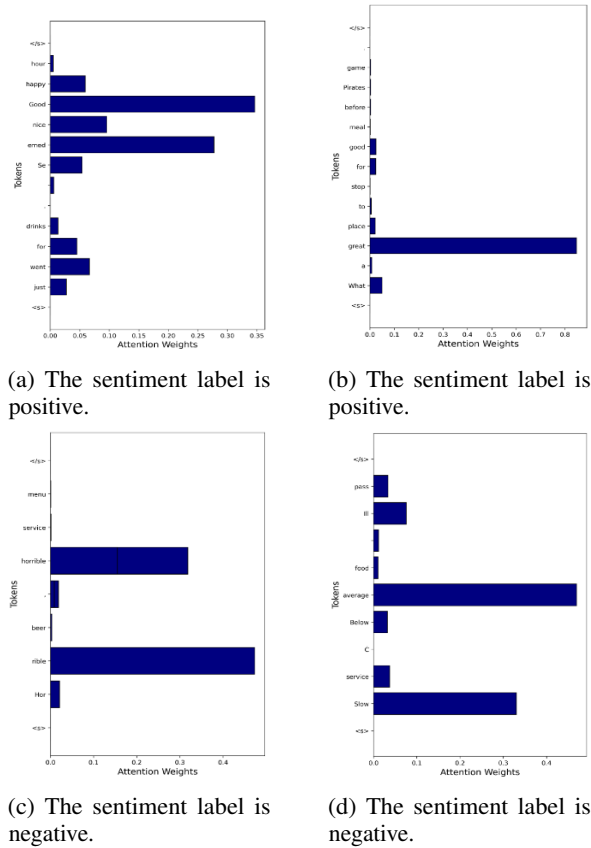 </s>
hour
happy
Good
nice
emed
Se
.
drinks
for
went
just
<s>
Tokens
0.00 0.05 0.10 0.15 0.20 0.25 0.30 0.35
Attention Weights
(a) The sentiment label is
positive.
</s>
.
game
Pirates
before
meal
good
for
stop
to
place
great
a
What
<s>
Tokens
0.0 0.1 0.2 0.3 0.4 0.5 0.6 0.7 0.8
Attention Weights
(b) The sentiment label is
positive.
</s>
menu
service
horrible
,
beer
rible
Hor
<s>
Tokens
0.0 0.1 0.2 0.3 0.4
Attention Weights
(c) The sentiment label is
negative.
</s>
pass
Ill
food
average
Below
C
service
Slow
<s>
Tokens
0.0 0.2 0.4
Attention Weights
(d) The sentiment label is
negative.